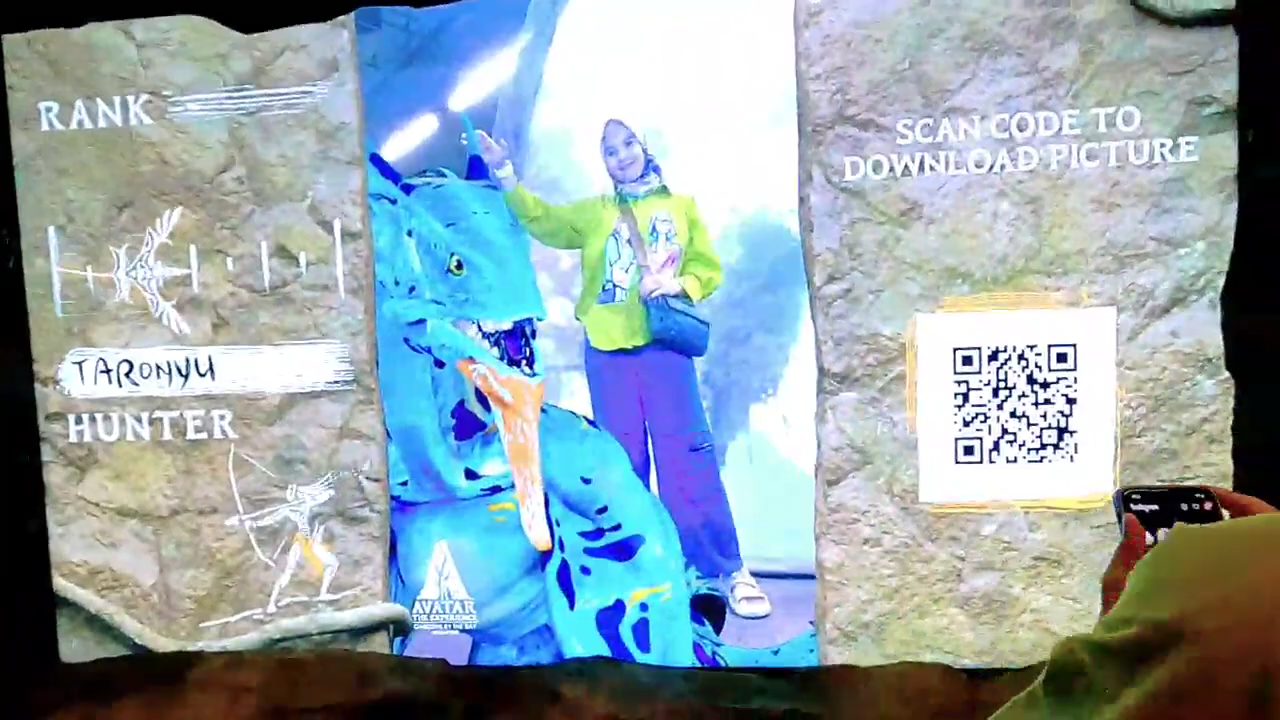 RANK
TARONYU
HUNTER
AVATAR
THE EXPERIENCE
SCAN CODE TO
DOWNLOAD PICTURE